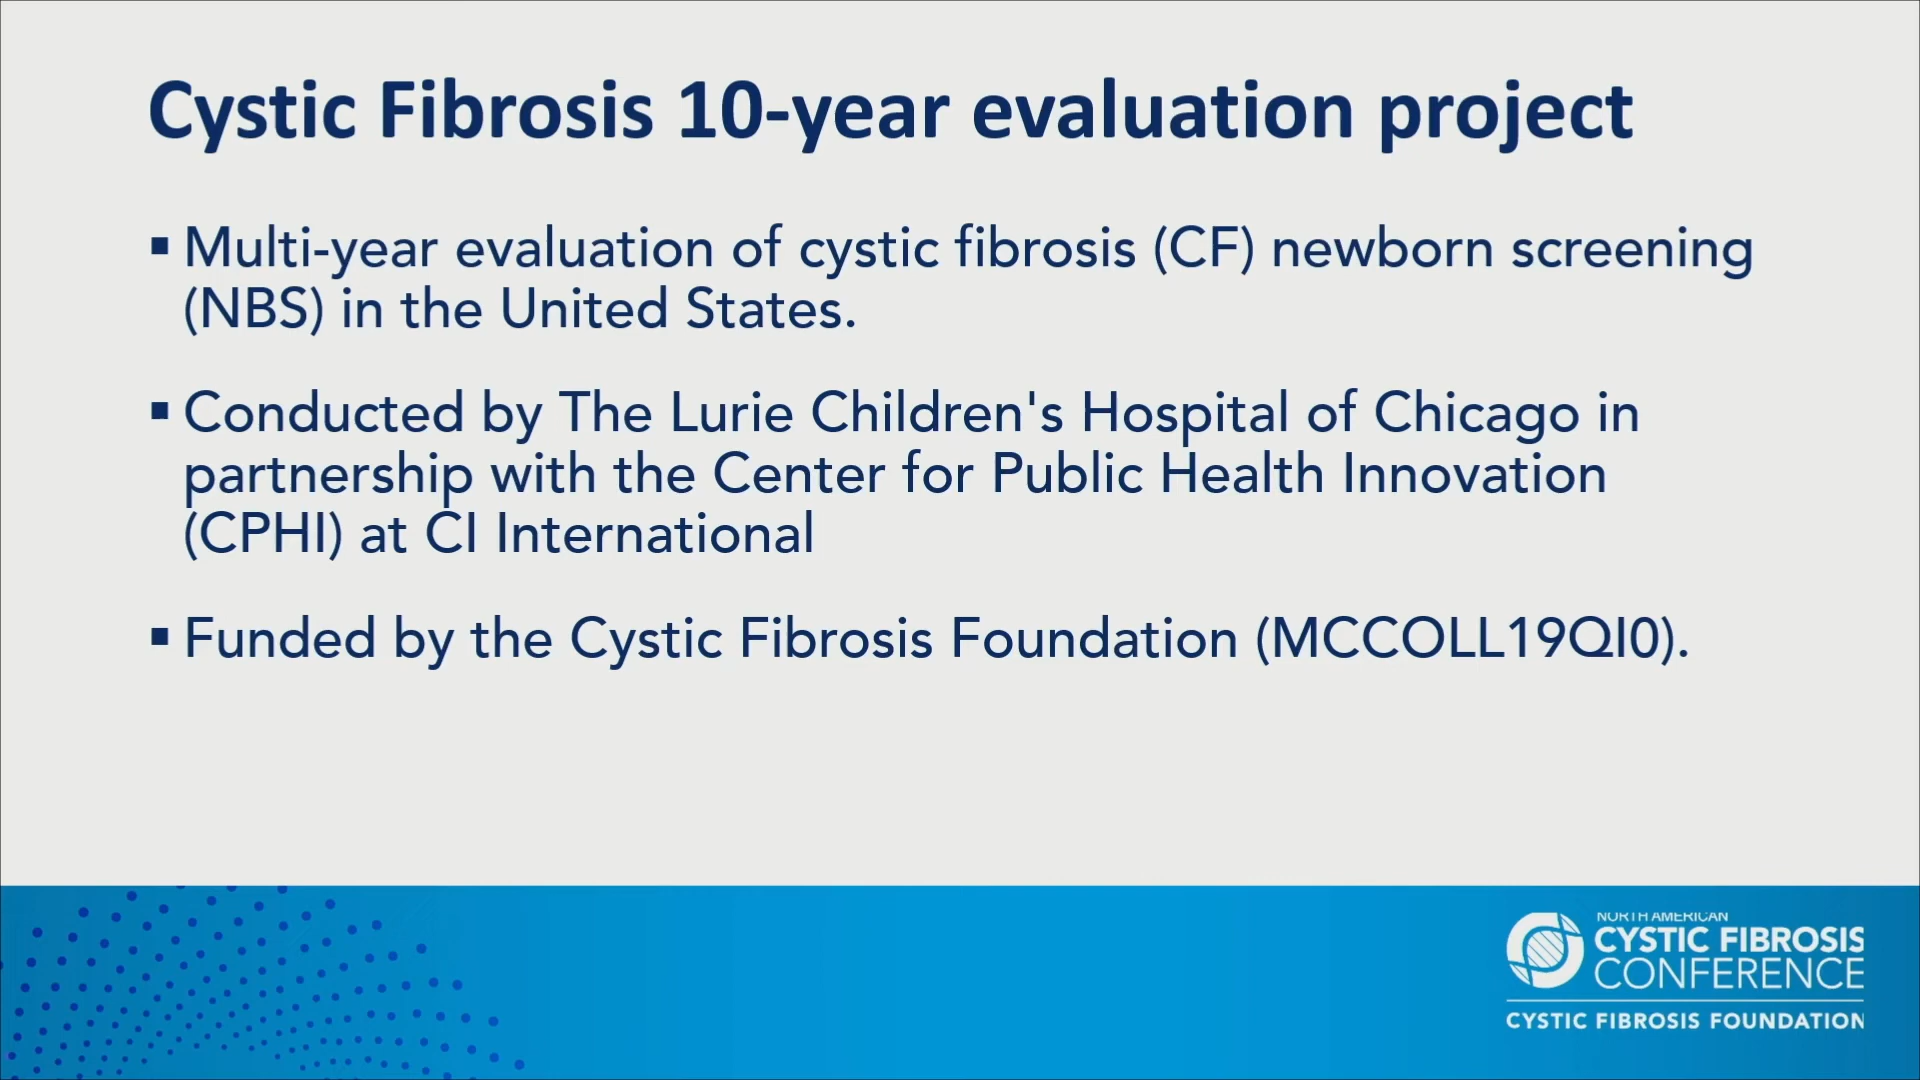 Cystic Fibrosis 10-year evaluation project
▪ Multi-year evaluation of cystic fibrosis (CF) newborn screening
(NBS) in the United States.
▪ Conducted by The Lurie Children's Hospital of Chicago in
partnership with the Center for Public Health Innovation
(CPHI) at CI International
▪ Funded by the Cystic Fibrosis Foundation (MCCOLL19QI0).
NORTH AMERICAN
CYSTIC FIBROSIS
CONFERENCE
CYSTIC FIBROSIS FOUNDATION